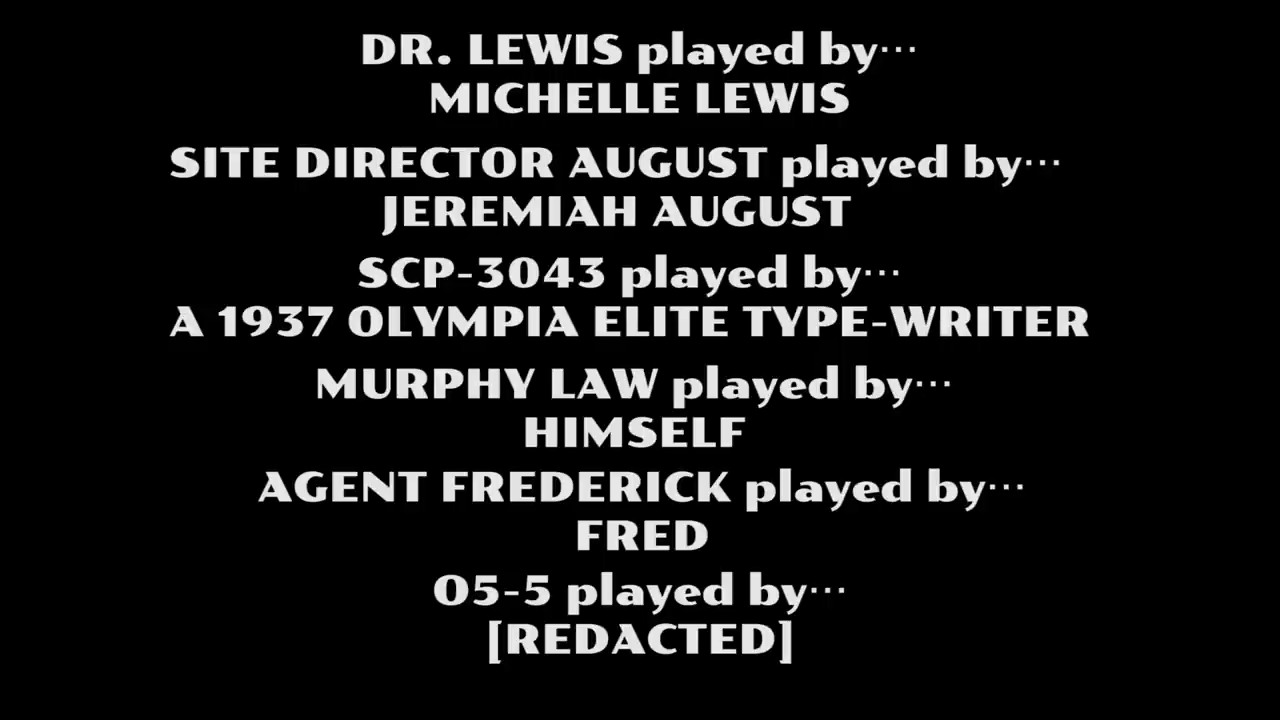 DR. LEWIS played by···
MICHELLE LEWIS
SITE DIRECTOR AUGUST played by···
JEREMIAH AUGUST
SCP-3043 played by···
A 1937 OLYMPIA ELITE TYPE-WRITER
MURPHY LAW played by···
HIMSELF
AGENT FREDERICK played by···
FRED
O5-5 played by···
[REDACTED]